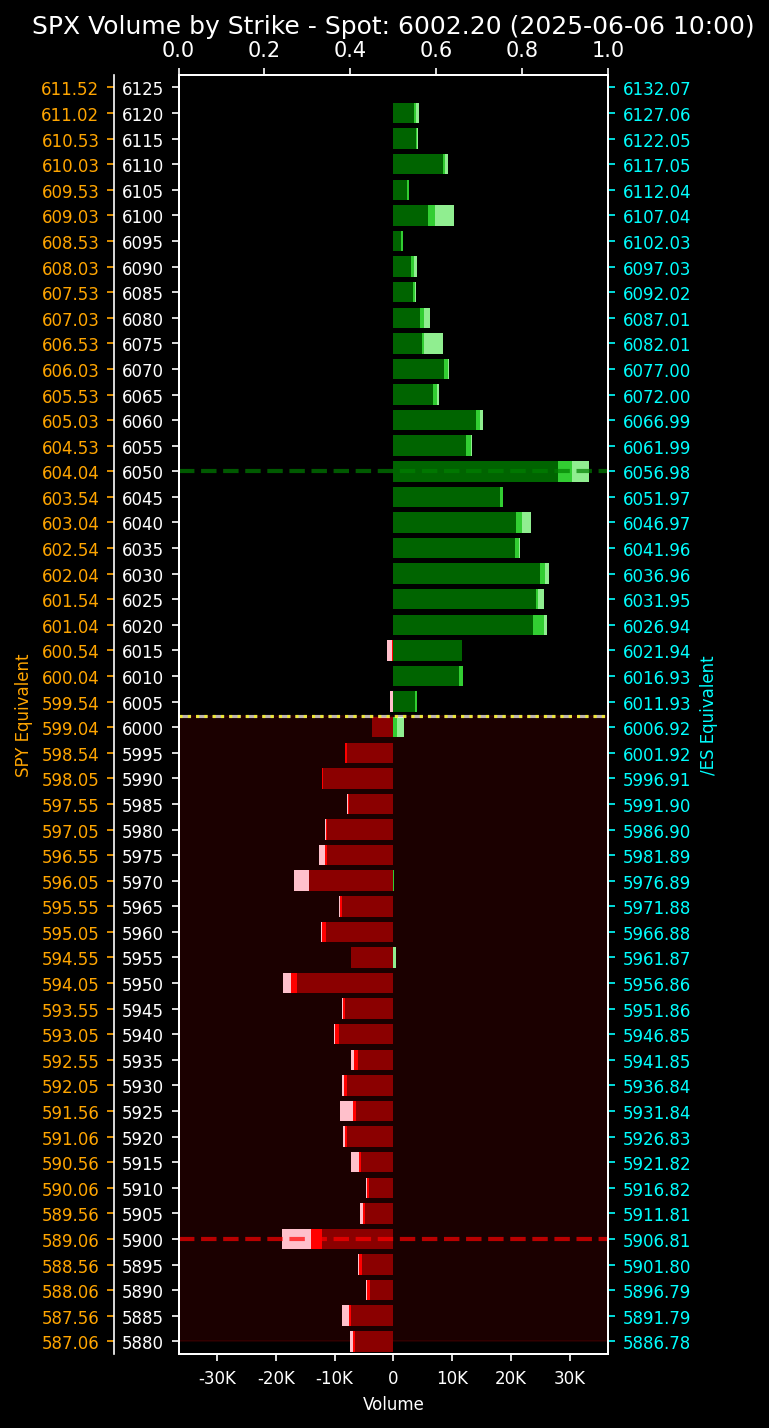 SPX Volume by Strike - Spot: 6002.20 (2025-06-06 10:00)
0.0 0.2 0.4 0.6 0.8 1.0
611.52 6125 6132.07
611.02 6120 6127.06
610.53 6115 6122.05
610.03 6110 6117.05
609.53 6105 6112.04
609.03 6100 6107.04
608.53 6095 6102.03
608.03 6090 6097.03
607.53 6085 6092.02
607.03 6080 6087.01
606.53 6075 6082.01
606.03 6070 6077.00
605.53 6065 6072.00
605.03 6060 6066.99
604.53 6055 6061.99
604.04 6050 6056.98
603.54 6045 6051.97
603.04 6040 6046.97
602.54 6035 6041.96
602.04 6030 6036.96
601.54 6025 6031.95
601.04 6020 6026.94
600.54 6015 6021.94
600.04 6010 6016.93
599.54 6005 6011.93
599.04 6000 6006.92
598.54 5995 6001.92
598.05 5990 5996.91
597.55 5985 5991.90
597.05 5980 5986.90
596.55 5975 5981.89
596.05 5970 5976.89
595.55 5965 5971.88
595.05 5960 5966.88
594.55 5955 5961.87
594.05 5950 5956.86
593.55 5945 5951.86
593.05 5940 5946.85
592.55 5935 5941.85
592.05 5930 5936.84
591.56 5925 5931.84
591.06 5920 5926.83
590.56 5915 5921.82
590.06 5910 5916.82
589.56 5905 5911.81
589.06 5900 5906.81
588.56 5895 5901.80
588.06 5890 5896.79
587.56 5885 5891.79
587.06 5880 5886.78
SPY Equivalent
/ES Equivalent
-30K -20K -10K 0 10K 20K 30K
Volume